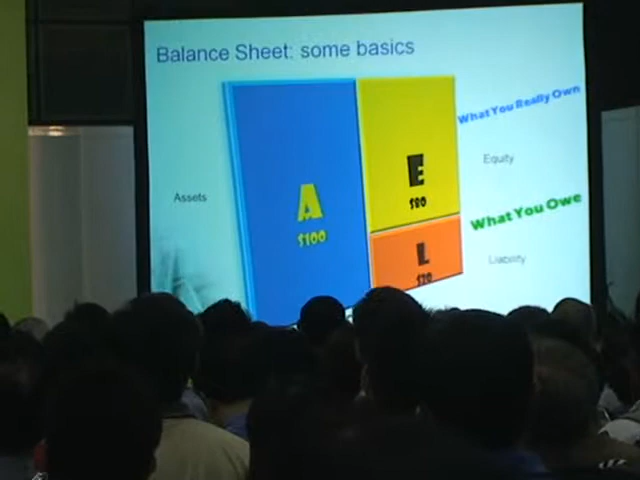 Balance Sheet: some basics
What You Really Own
E
Equity
Assets
A
$80
What You Owe
$100
L
Liability
$20